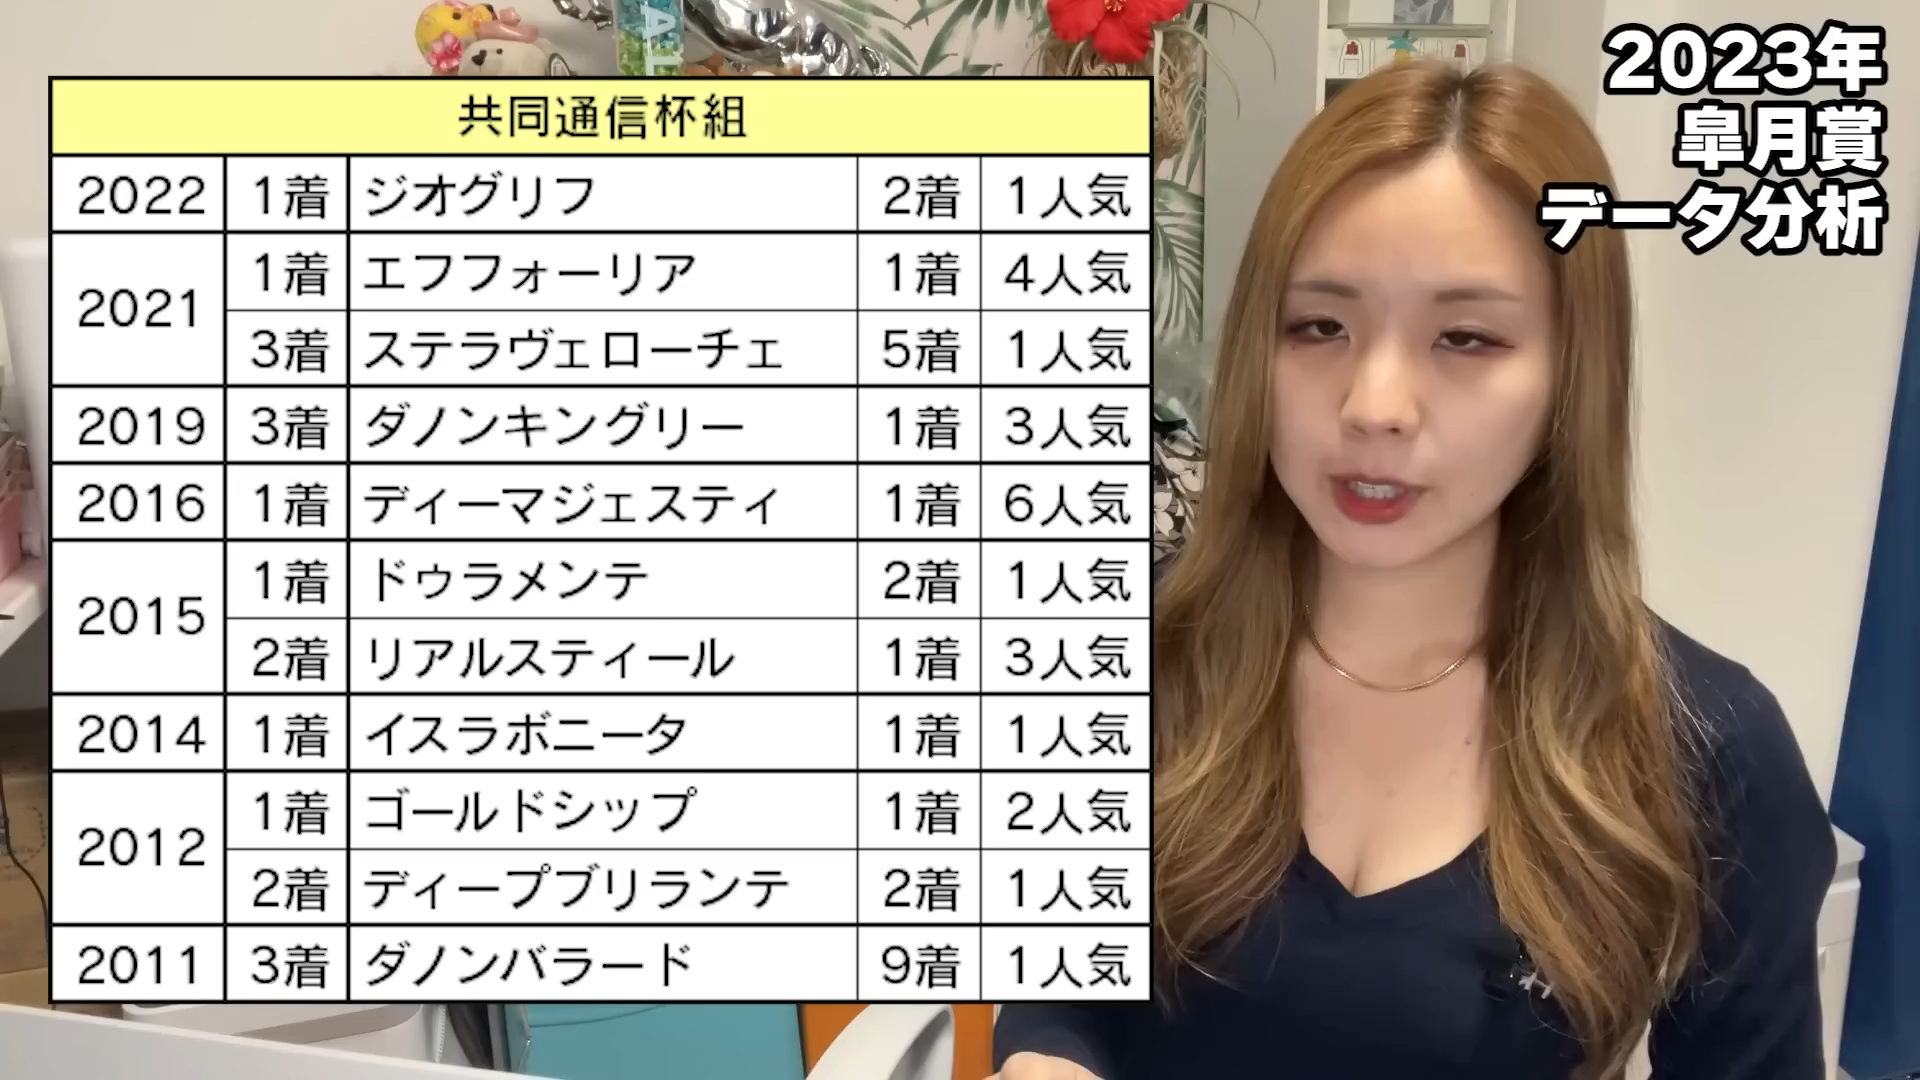 共同通信杯組
2022 1着 ジオグリフ 2着 1人気
2021 1着 エフフォーリア 1着 4人気
3着 ステラヴェローチェ 5着 1人気
2019 3着 ダノンキングリー 1着 3人気
2016 1着 ディーマジェスティ 1着 6人気
2015 1着 ドゥラメンテ 2着 1人気
2着 リアルスティール 1着 3人気
2014 1着 イスラボニータ 1着 1人気
2012 1着 ゴールドシップ 1着 2人気
2着 ディープブリランテ 2着 1人気
2011 3着 ダノンバラード 9着 1人気
2023年
皐月賞
データ分析